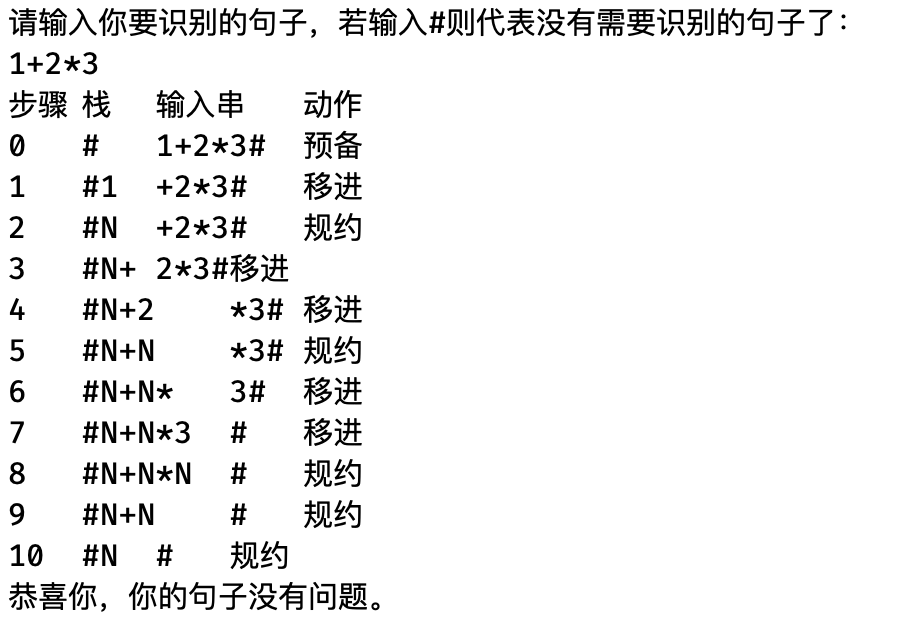 请输入你要识别的句子，若输入#则代表没有需要识别的句子了：
1+2*3
步骤 栈 输入串 动作
0 # 1+2*3# 预备
1 #1 +2*3# 移进
2 #N +2*3# 规约
3 #N+ 2*3#移进
4 #N+2 *3# 移进
5 #N+N *3# 规约
6 #N+N* 3# 移进
7 #N+N*3 # 移进
8 #N+N*N # 规约
9 #N+N # 规约
10 #N # 规约
恭喜你，你的句子没有问题。